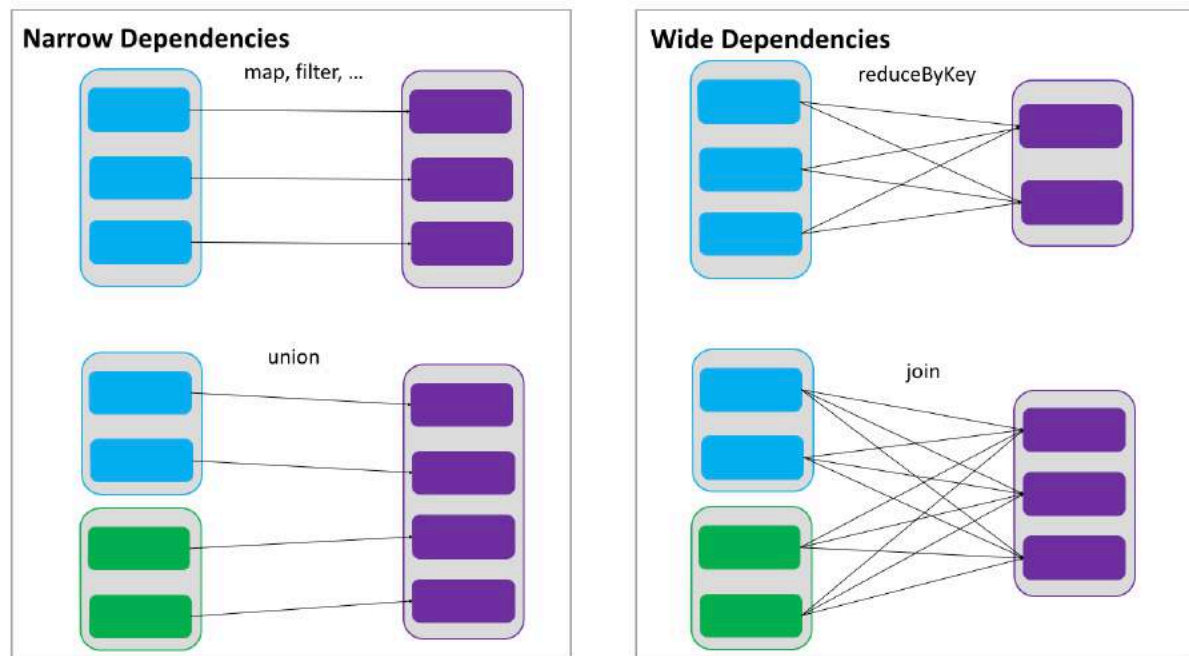 Narrow Dependencies
map, filter, ...
union
Wide Dependencies
reduceByKey
join